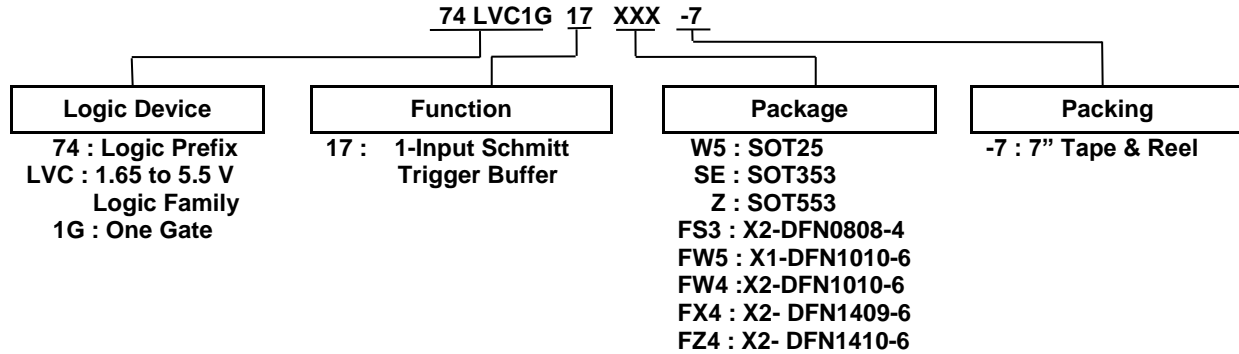 74 LVC1G 17 XXX -7
Logic Device
74 : Logic Prefix
LVC : 1.65 to 5.5 V
Logic Family
1G : One Gate
Function
17 : 1-Input Schmitt
Trigger Buffer
Package
W5 : SOT25
SE : SOT353
Z : SOT553
FS3 : X2-DFN0808-4
FW5 : X1-DFN1010-6
FW4 :X2-DFN1010-6
FX4 : X2- DFN1409-6
FZ4 : X2- DFN1410-6
Packing
-7 : 7” Tape & Reel